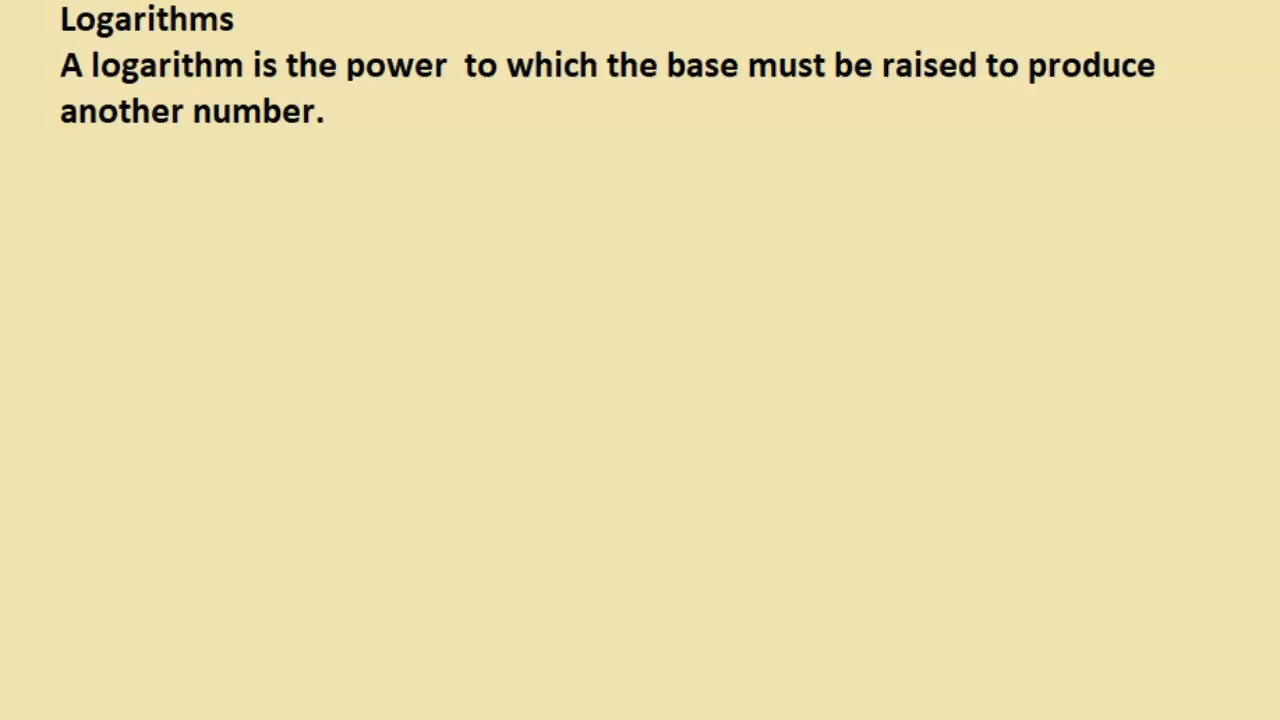 Logarithms
A logarithm is the power  to which the base must be raised to produce
another number.